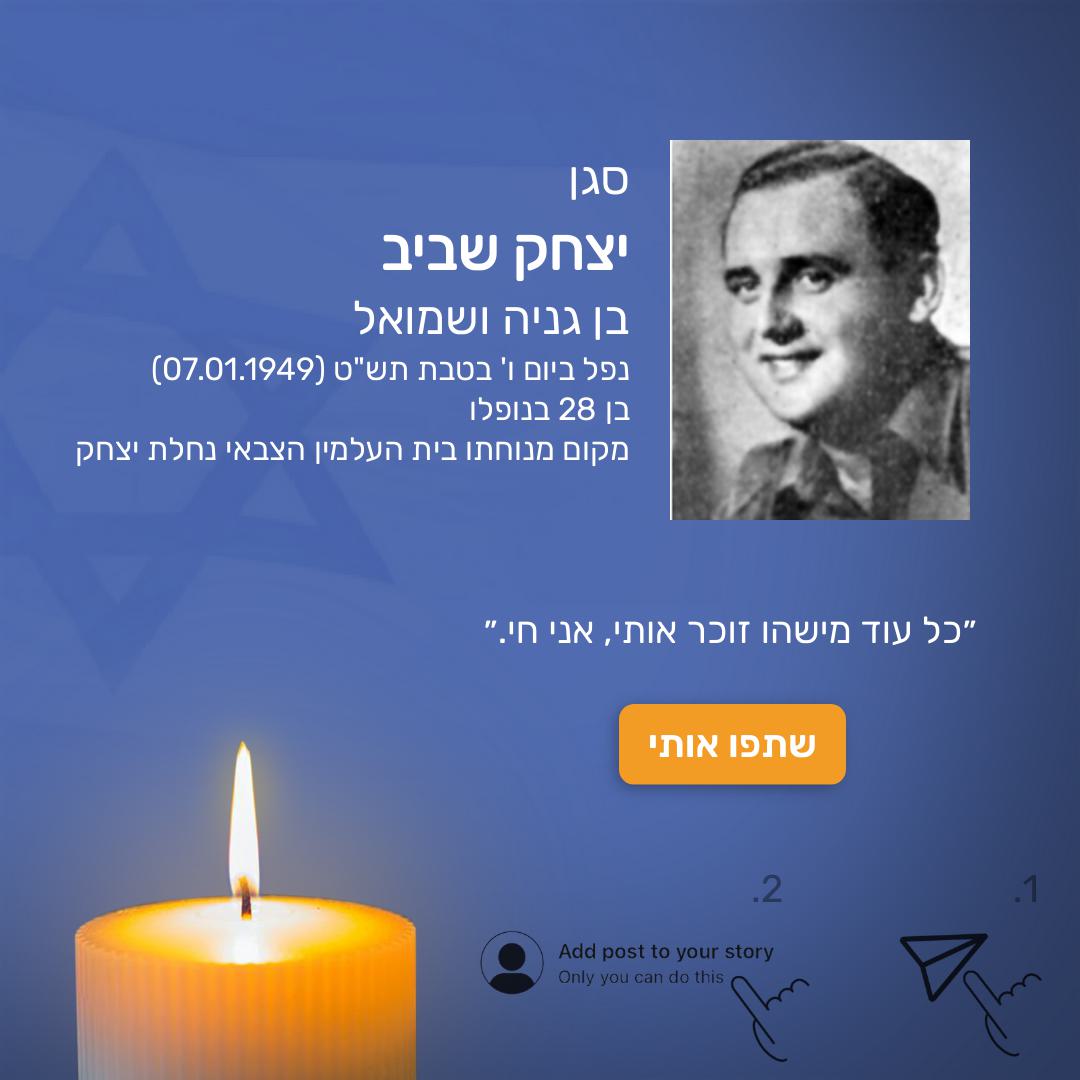 סגן
יצחק שביב
בן גניה ושמואל
נפל ביום ו' בטבת תש"ט (07.01.1949)
בן 28 בנופלו
מקום מנוחתו בית העלמין הצבאי נחלת יצחק
״כל עוד מישהו זוכר אותי, אני חי.״
שתפו אותי
1.
2.
Add post to your story
Only you can do this